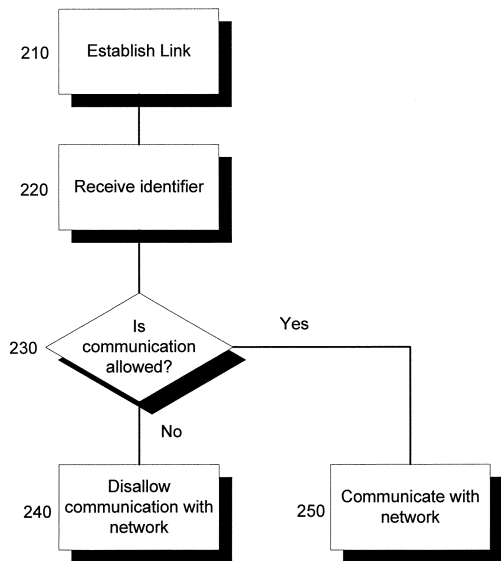 210
Establish Link
220
Receive identifier
230
Is
communication
allowed?
Yes
No
240
Disallow
communication with
network
250
Communicate with
network